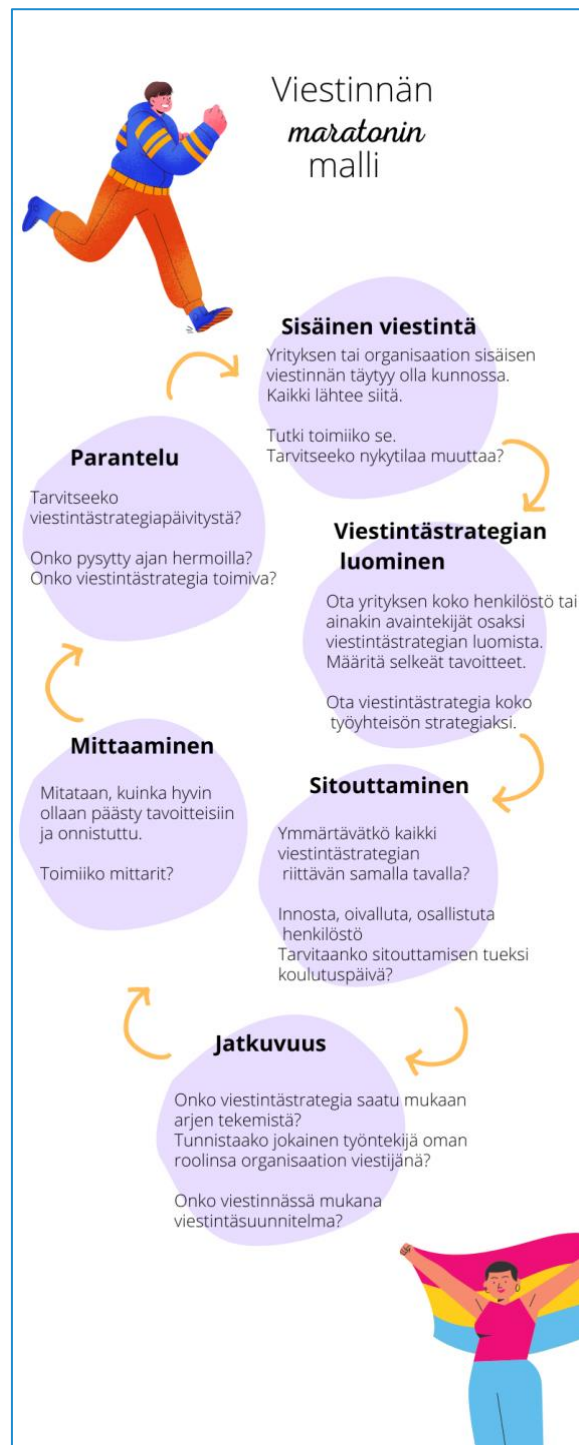 Viestinnän
maratonin
malli
Sisäinen viestintä
Yrityksen tai organisaation sisäisen
viestinnän täytyy olla kunnossa.
Kaikki lähtee siitä.
Tutki toimiiko se.
Tarvitseeko nykytilaa muuttaa?
Viestintästrategian
luominen
Ota yrityksen koko henkilöstö tai
ainakin avaintekijät osaksi
viestintästrategian luomista.
Määritä selkeät tavoitteet.
Ota viestintästrategia koko
työyhteisön strategiaksi.
Sitouttaminen
Ymmärtävätkö kaikki
viestintästrategian
riittävän samalla tavalla?
Innosta, oivalluta, osallistuta
henkilöstö
Tarvitaanko sitouttamisen tueksi
koulutuspäivä?
Jatkuvuus
Onko viestintästrategia saatu mukaan
arjen tekemistä?
Tunnistaako jokainen työntekijä oman
roolinsa organisaation viestijänä?
Onko viestinnässä mukana
viestintäsuunnitelma?
Mittaaminen
Mitataan, kuinka hyvin
ollaan päästy tavoitteisiin
ja onnistuttu.
Toimiiko mittarit?
Parantelu
Tarvitseeko
viestintästrategiapäivitystä?
Onko pysytty ajan hermoilla?
Onko viestintästrategia toimiva?